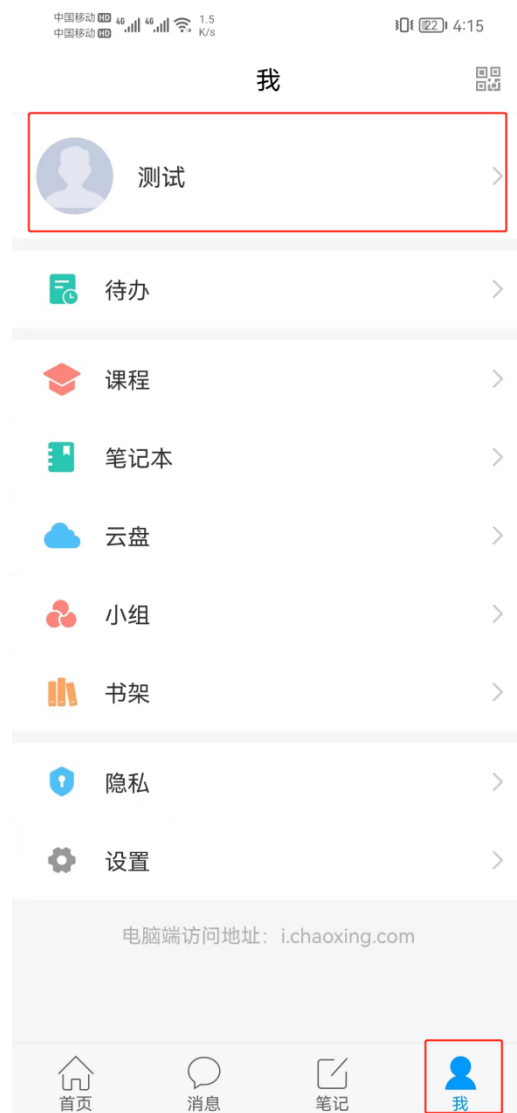 中国移动 HD 46 46 1.5
中国移动 HD K/s 22 4:15
我
测试
待办
课程
笔记本
云盘
小组
书架
隐私
设置
电脑端访问地址：i.chaoxing.com
首页 消息 笔记 我